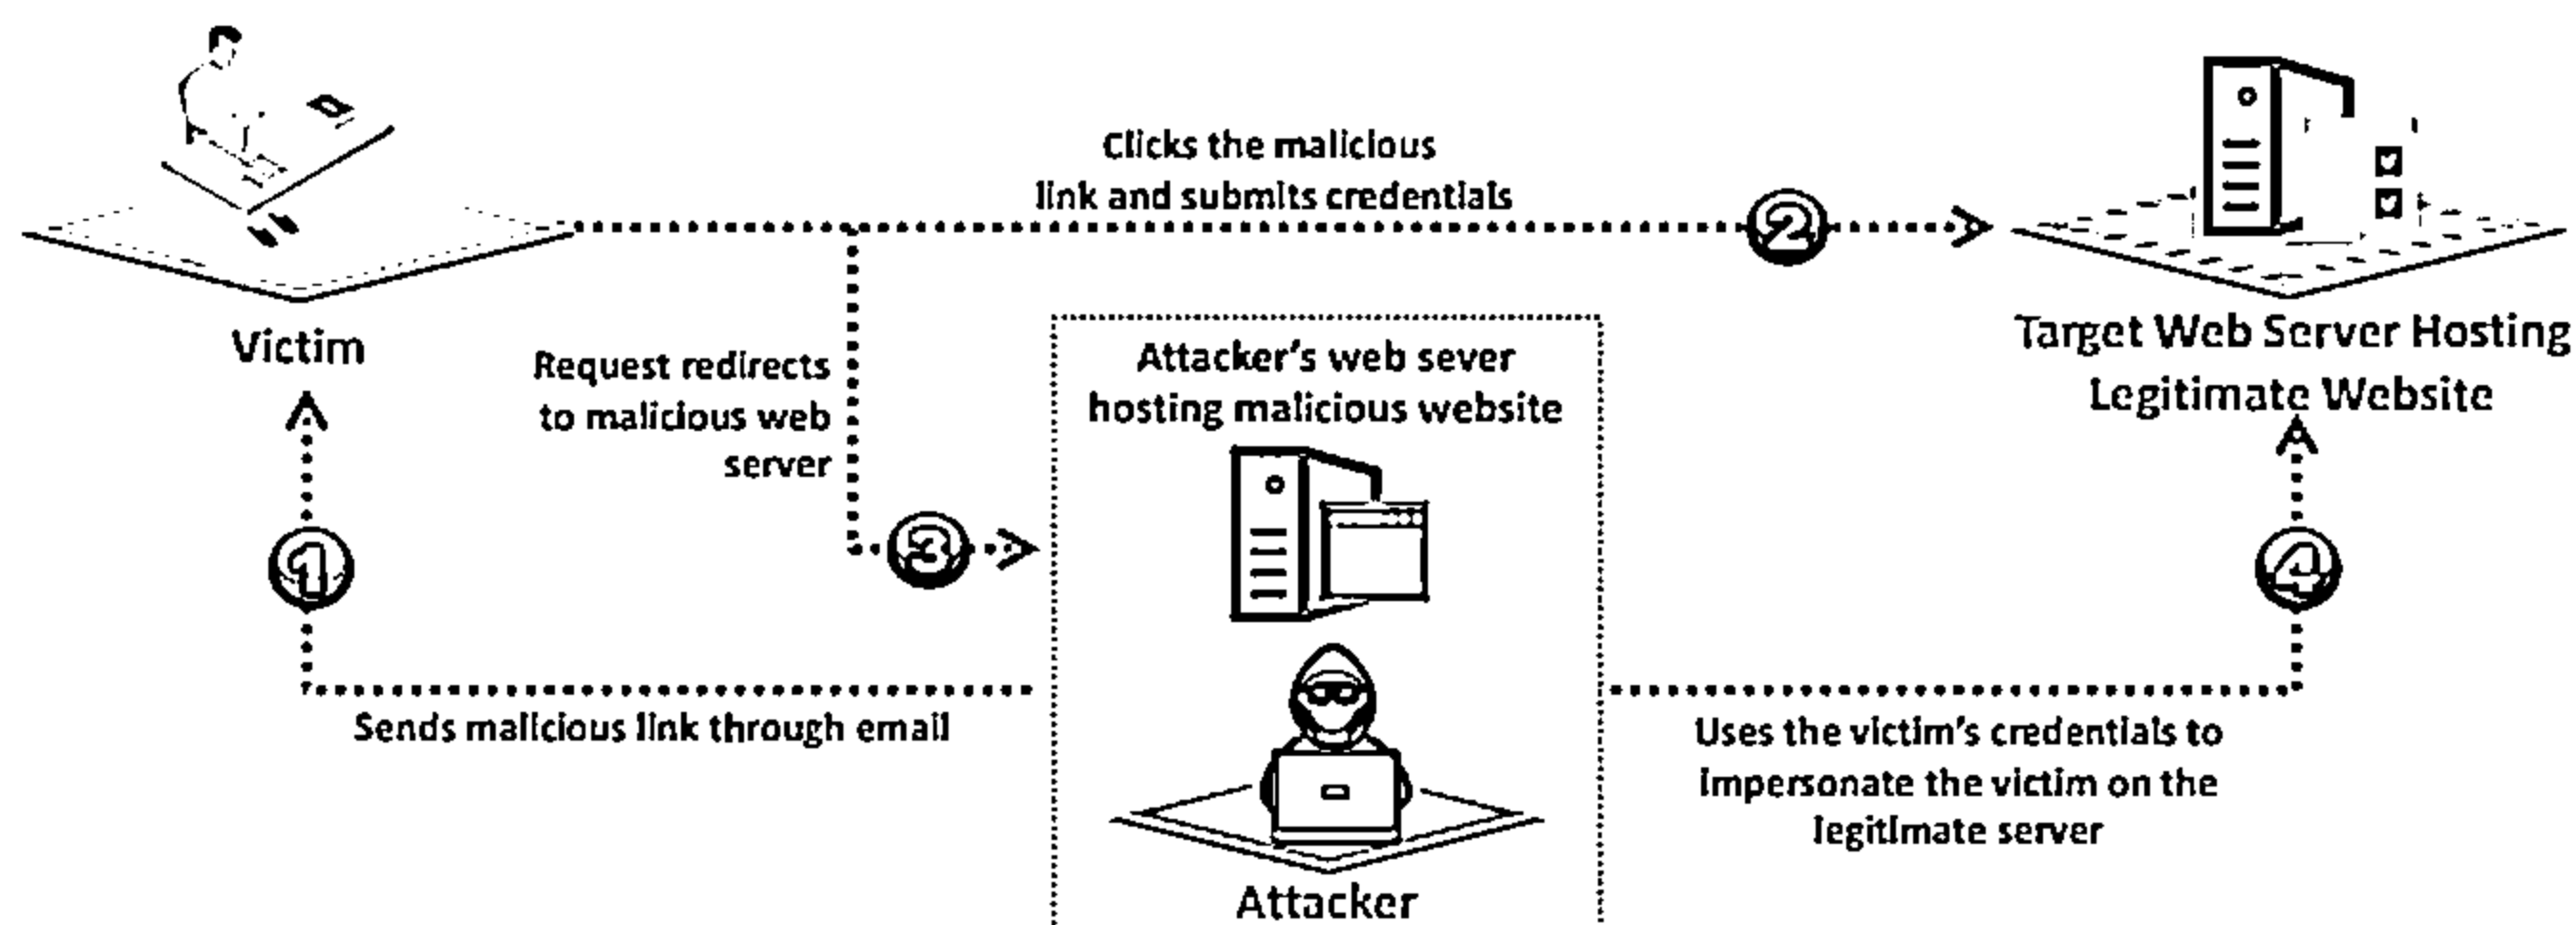 Clicks the malicious
link and submits credentials
2
Victim
Target Web Server Hosting
Legitimate Website
Request redirects
to malicious web
server
Attacker's web sever
hosting malicious website
3
1
4
Sends malicious link through email
Uses the victim's credentials to
impersonate the victim on the
legitimate server
Attacker